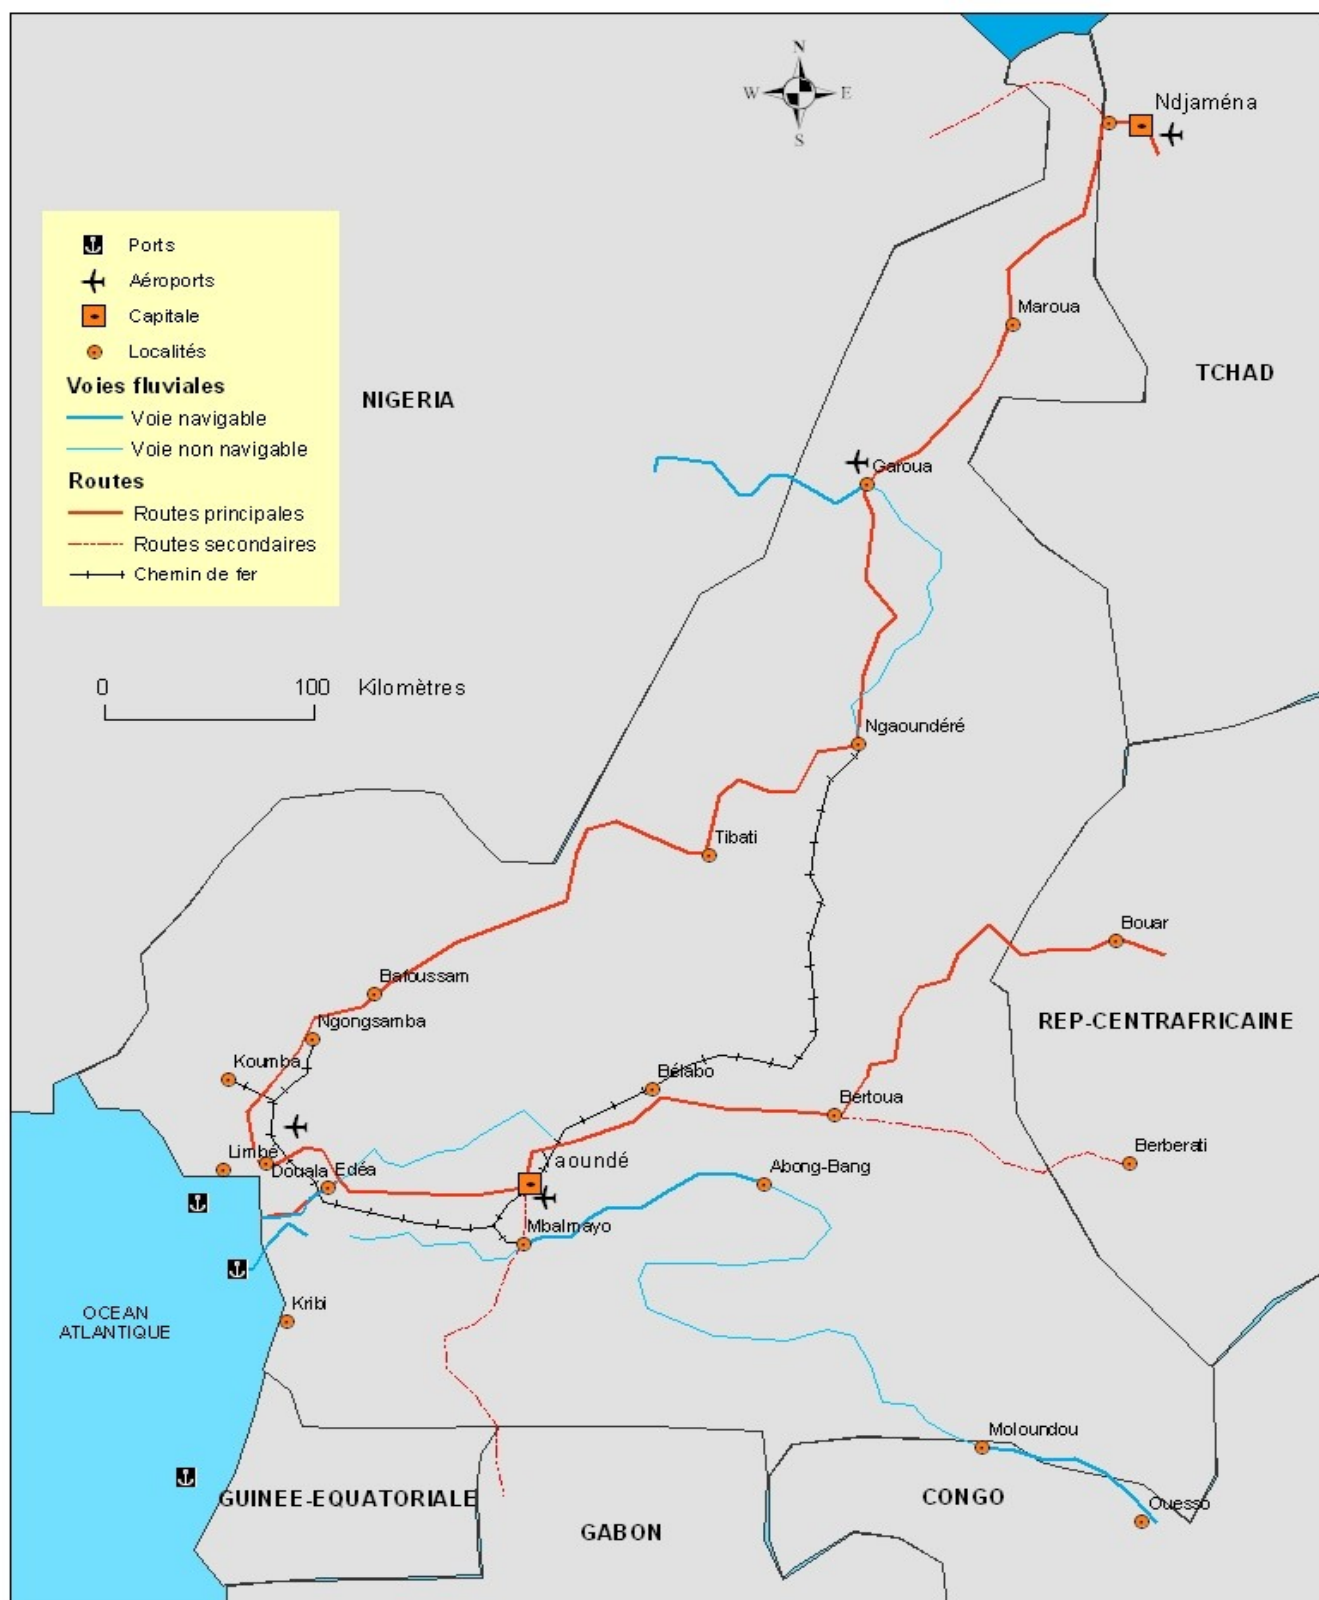 N
W E
S
Ndjaména
Ports
Aéroports
Capitale
Localités
Voies fluviales
Voie navigable
Voie non navigable
Routes
Routes principales
Routes secondaires
Chemin de fer
Maroua
TCHAD
NIGERIA
Garoua
0 100 Kilomètres
Ngaoundéré
Tibati
Bouar
Bafoussam
Ngongsamba
REP-CENTRAFRICAINE
Koumba
Bélabo
Bertoua
Limbé
Berberati
Douala
Edéa
Yaoundé
Abong-Bang
Mbalmayo
Kribi
OCEAN
ATLANTIQUE
Moloundou
GUINEE-EQUATORIALE
CONGO
Ouesso
GABON